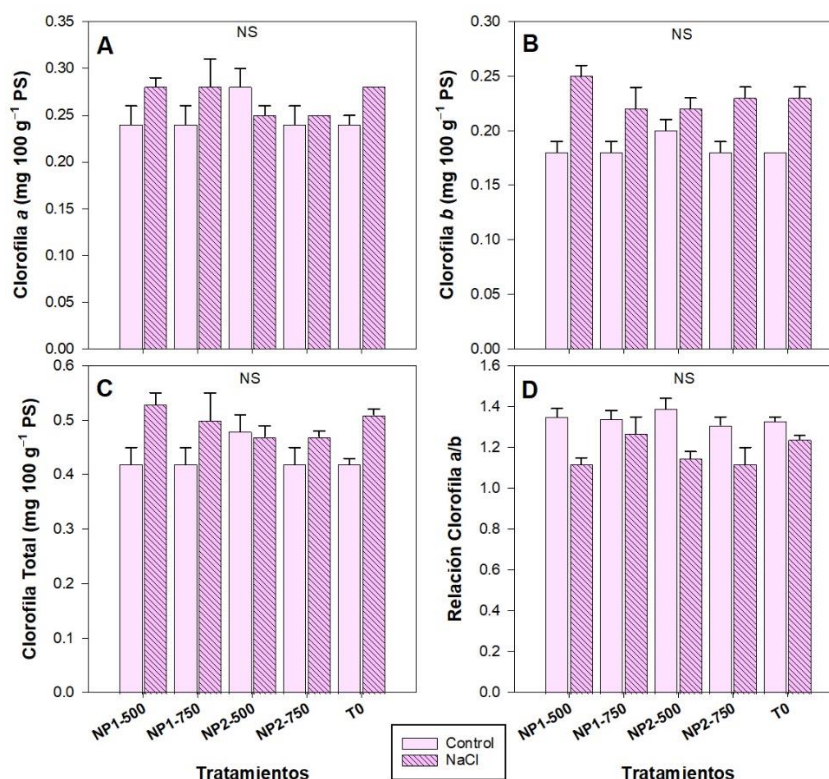 A
NS
Clorofila a (mg 100 g⁻¹ PS)
0.35
0.30
0.25
0.20
0.15
0.10
0.05
0.00
B
NS
Clorofila b (mg 100 g⁻¹ PS)
0.30
0.25
0.20
0.15
0.10
0.05
0.00
C
NS
Clorofila Total (mg 100 g⁻¹ PS)
0.6
0.5
0.4
0.3
0.2
0.1
0.0
NP1-500
NP1-750
NP2-500
NP2-750
T0
Tratamientos
D
NS
Relación Clorofila a/b
1.6
1.4
1.2
1.0
0.8
0.6
0.4
0.2
0.0
NP1-500
NP1-750
NP2-500
NP2-750
T0
Tratamientos
Control
NaCl